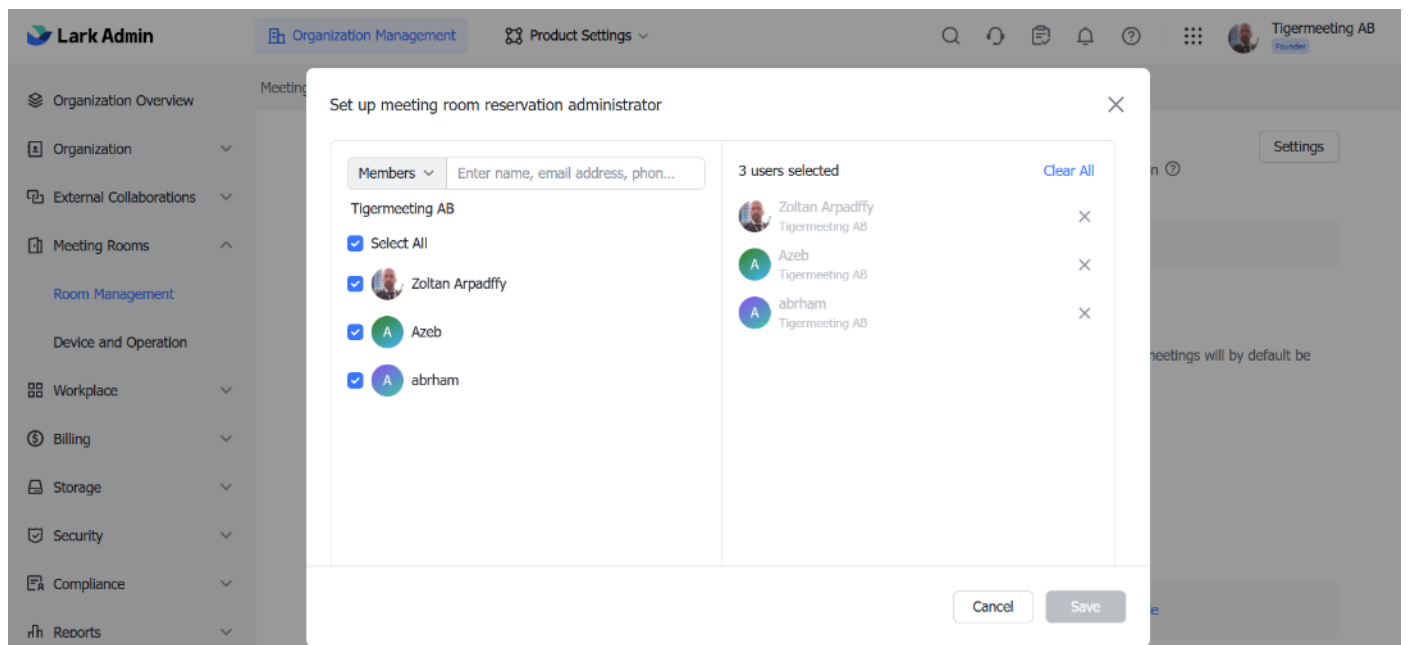 Lark Admin
Organization Management
Product Settings
Tigermeeting AB
Founder
Organization Overview
Organization
External Collaborations
Meeting Rooms
Room Management
Device and Operation
Workplace
Billing
Storage
Security
Compliance
Reports
Meeting
Settings
n
neetings will by default be
e
Set up meeting room reservation administrator
Members
Enter name, email address, phon...
Tigermeeting AB
Select All
Zoltan Arpadffy
A
Azeb
A
abrham
3 users selected
Clear All
Zoltan Arpadffy
Tigermeeting AB
A
Azeb
Tigermeeting AB
A
abrham
Tigermeeting AB
Cancel
Save